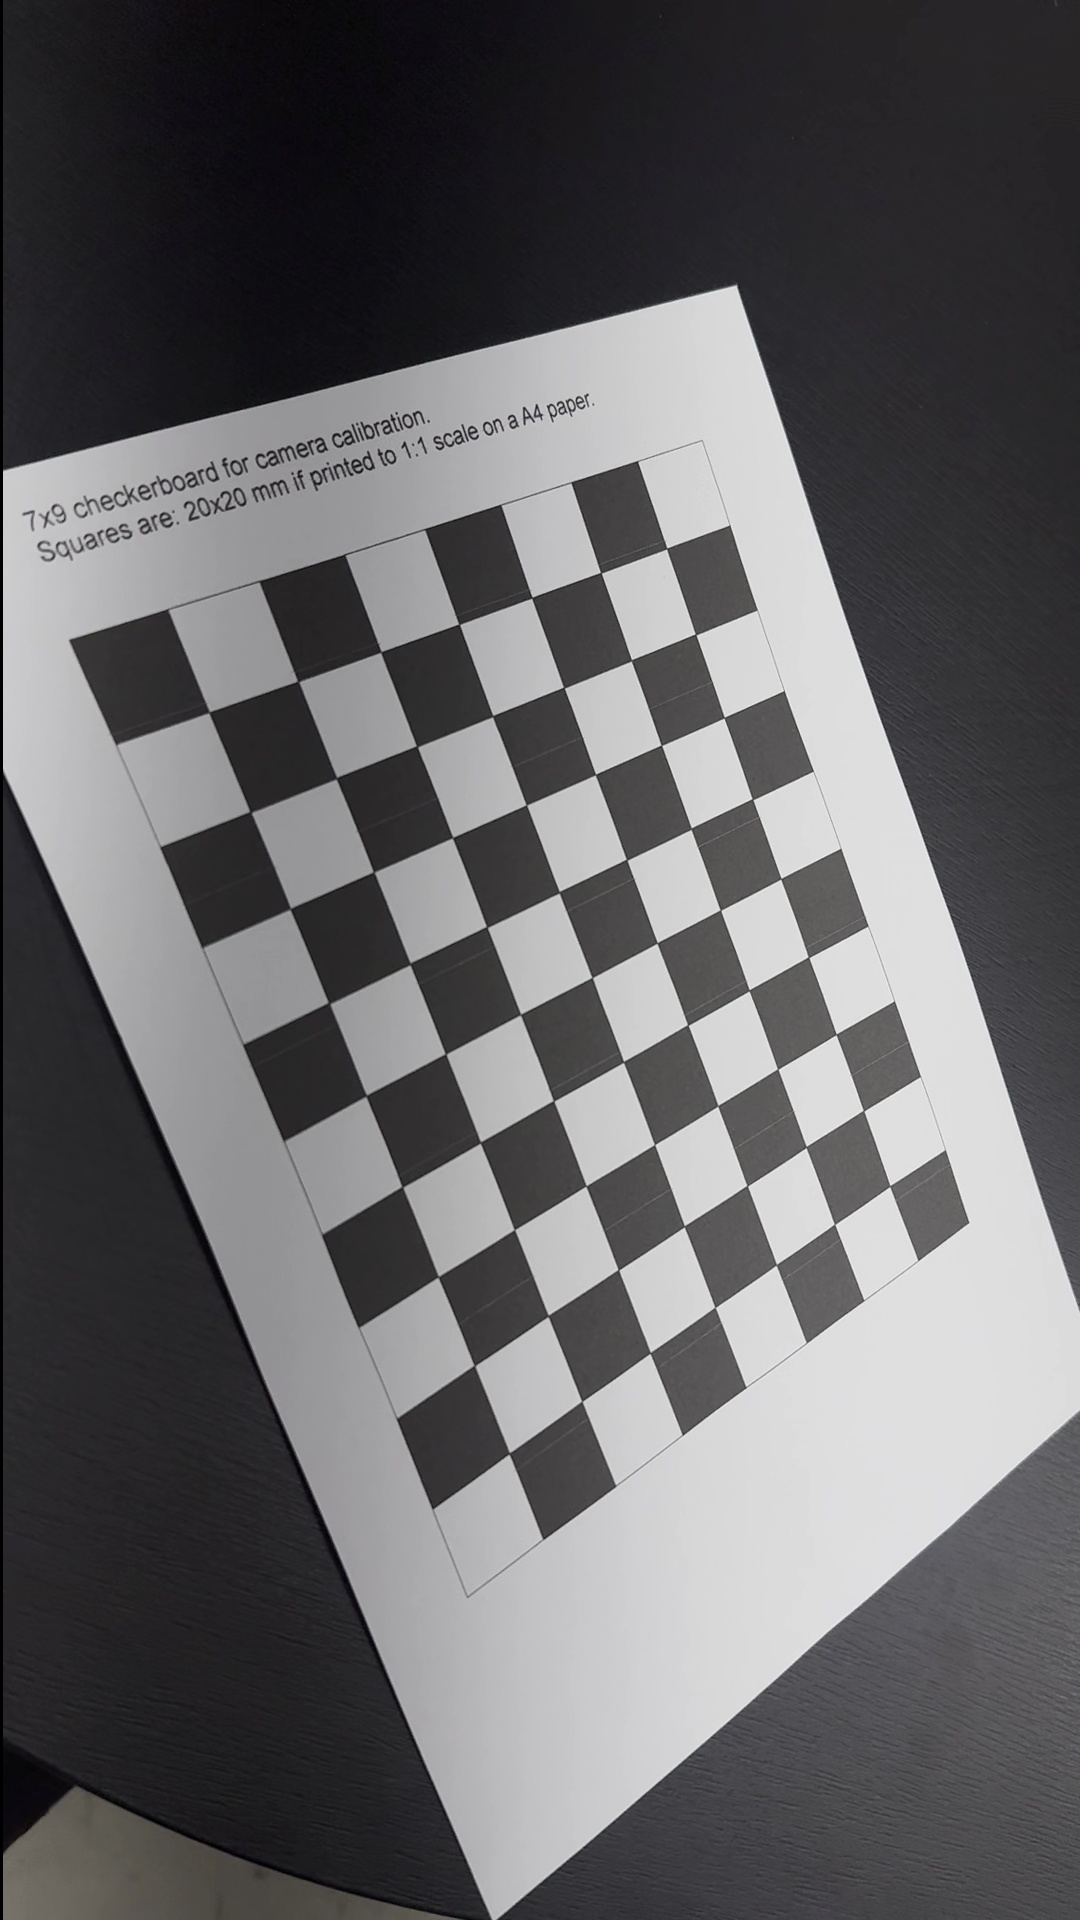 7x9 checkerboard for camera calibration.
Squares are: 20x20 mm if printed to 1:1 scale on a A4 paper.